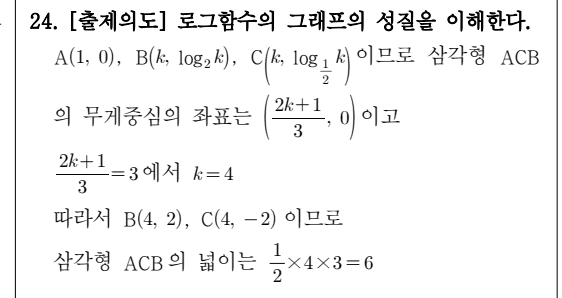 24. [출제의도] 로그함수의 그래프의 성질을 이해한다.
A(1, 0), B(k, log₂k), C(k, log_{1/2} k)이므로 삼각형 ACB
의 무게중심의 좌표는 ((2k+1)/3, 0)이고
(2k+1)/3=3에서 k=4
따라서 B(4, 2), C(4, -2) 이므로
삼각형 ACB의 넓이는 1/2×4×3=6